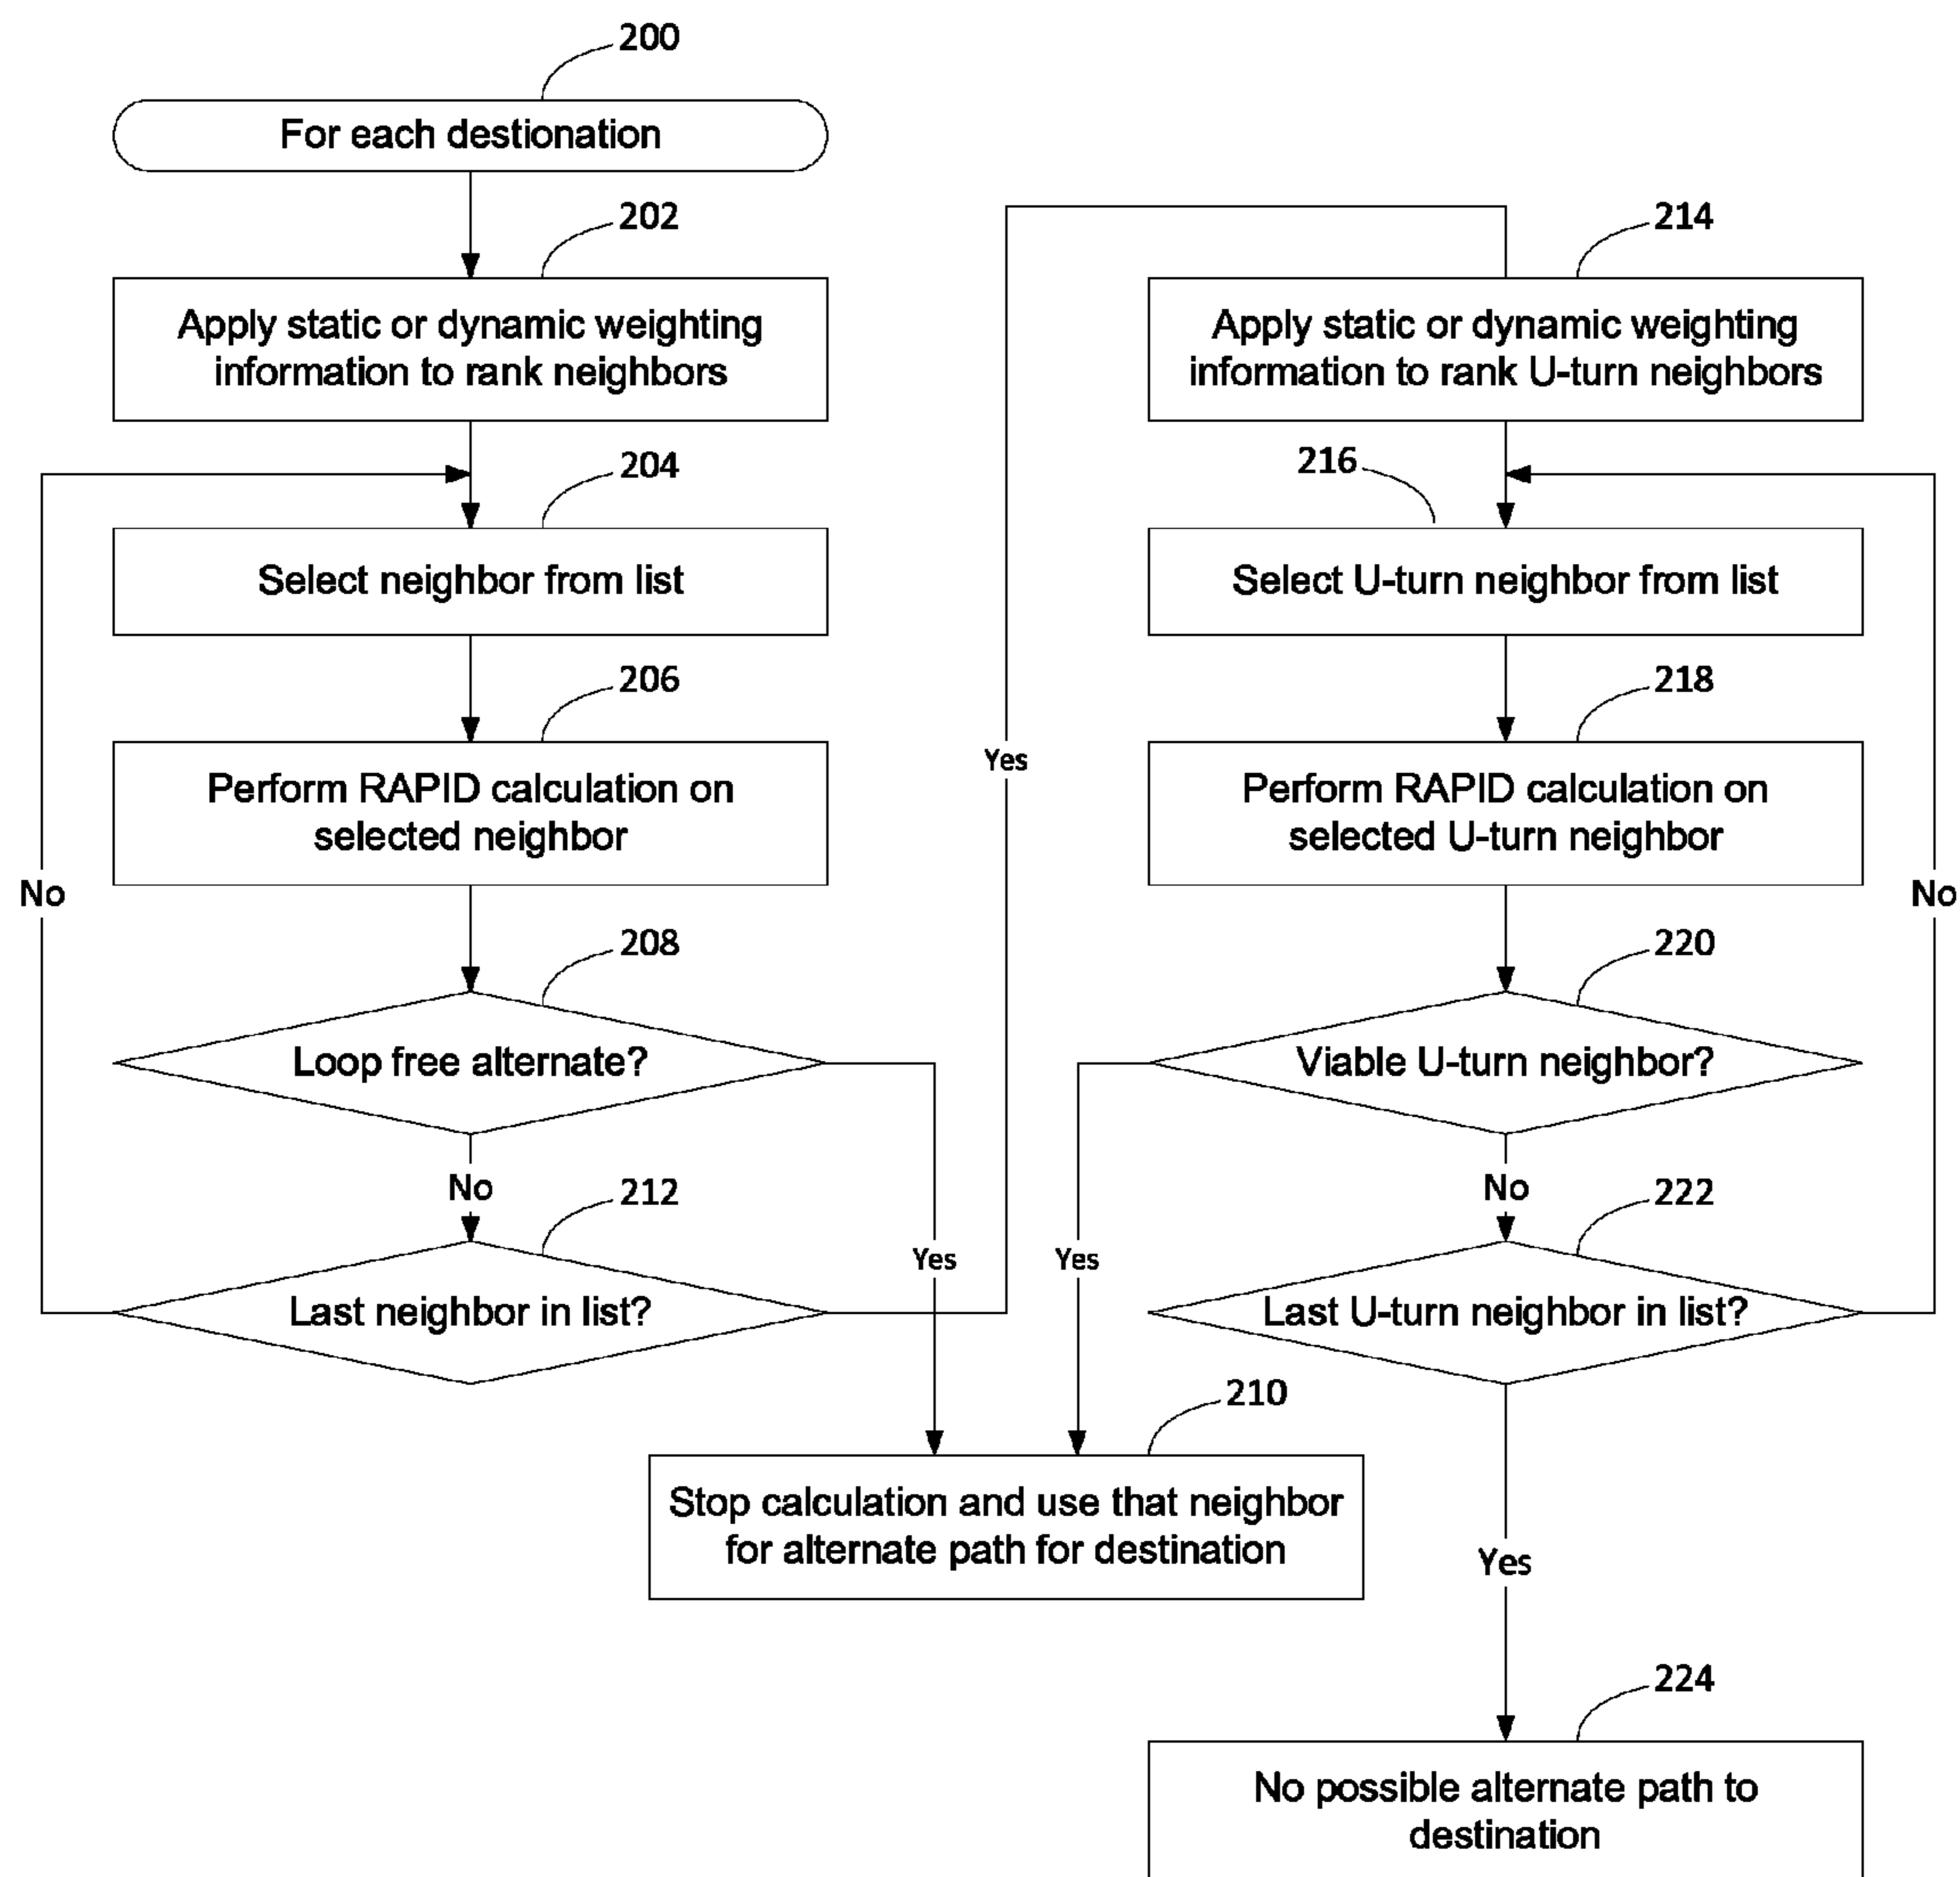 200
For each destionation
202
Apply static or dynamic weighting
information to rank neighbors
204
Select neighbor from list
206
Perform RAPID calculation on
selected neighbor
No
208
Loop free alternate?
No
212
Last neighbor in list?
Yes
Yes
Yes
214
Apply static or dynamic weighting
information to rank U-turn neighbors
216
Select U-turn neighbor from list
218
Perform RAPID calculation on
selected U-turn neighbor
No
220
Viable U-turn neighbor?
No
222
Last U-turn neighbor in list?
210
Stop calculation and use that neighbor
for alternate path for destination
Yes
224
No possible alternate path to
destination